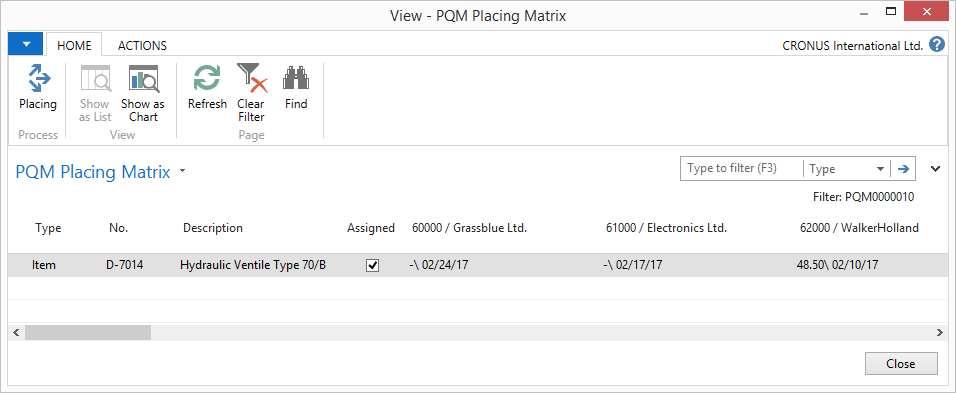 View - PQM Placing Matrix
HOME ACTIONS CRONUS International Ltd. ?
Placing Show as List Show as Chart Refresh Clear Filter Find
Process View Page
PQM Placing Matrix Type to filter (F3) Type
Filter: PQM0000010
Type No. Description Assigned 60000 / Grassblue Ltd. 61000 / Electronics Ltd. 62000 / WalkerHolland
Item D-7014 Hydraulic Ventile Type 70/B -\ 02/24/17 -\ 02/17/17 48.50\ 02/10/17
Close